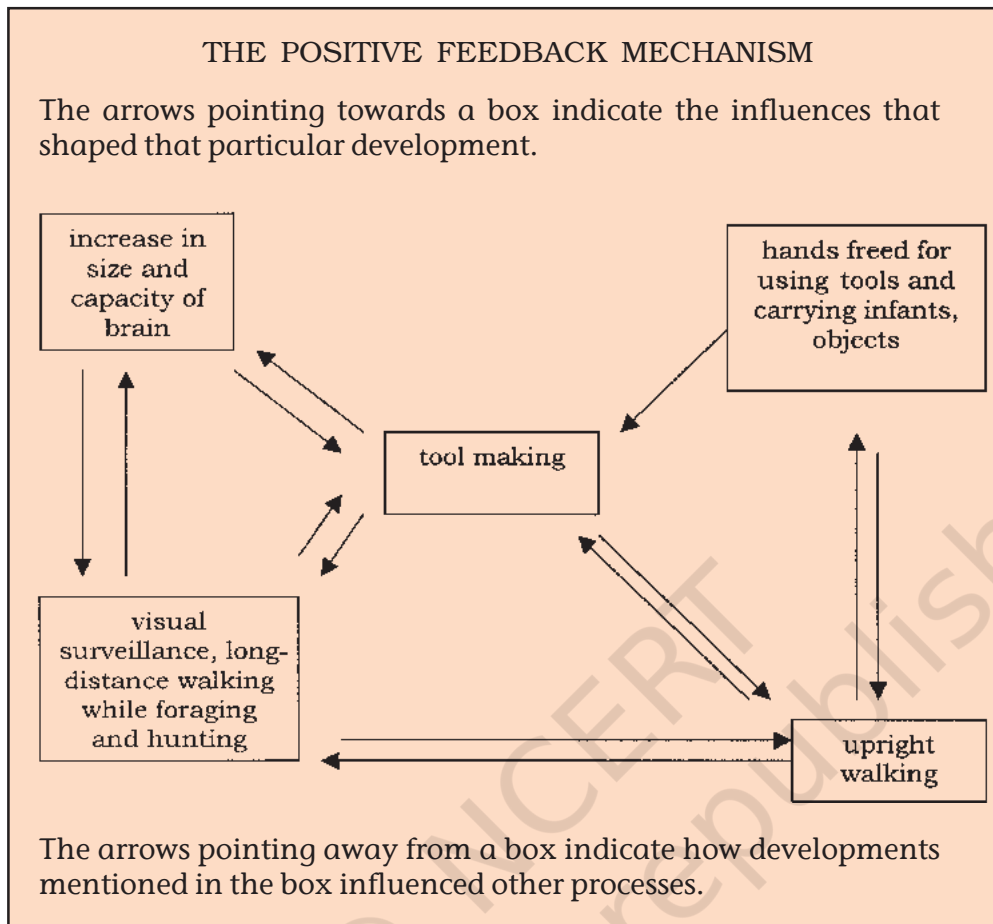 THE POSITIVE FEEDBACK MECHANISM
The arrows pointing towards a box indicate the influences that
shaped that particular development.
increase in
size and
capacity of
brain
hands freed for
using tools and
carrying infants,
objects
tool making
visual
surveillance, long-
distance walking
while foraging
and hunting
upright
walking
The arrows pointing away from a box indicate how developments
mentioned in the box influenced other processes.
© NCERT
republish